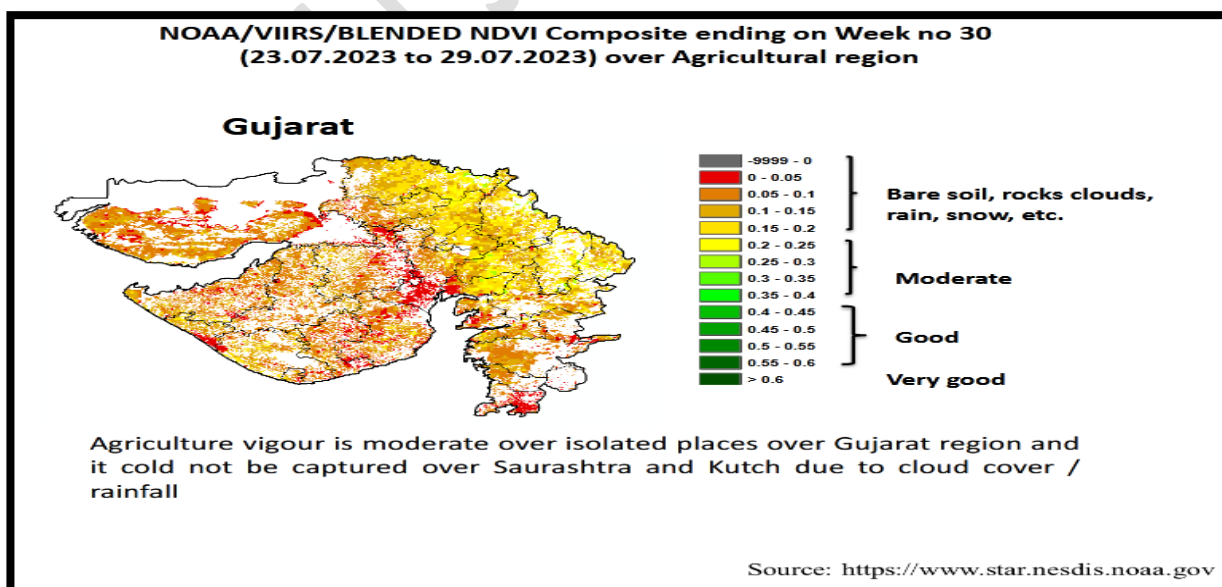 NOAA/VIIRS/BLENDED NDVI Composite ending on Week no 30
(23.07.2023 to 29.07.2023) over Agricultural region
Gujarat
-9999 - 0
0 - 0.05
0.05 - 0.1
0.1 - 0.15
0.15 - 0.2
0.2 - 0.25
0.25 - 0.3
0.3 - 0.35
0.35 - 0.4
0.4 - 0.45
0.45 - 0.5
0.5 - 0.55
0.55 - 0.6
> 0.6
Bare soil, rocks clouds,
rain, snow, etc.
Moderate
Good
Very good
Agriculture vigour is moderate over isolated places over Gujarat region and
it cold not be captured over Saurashtra and Kutch due to cloud cover /
rainfall
Source: https://www.star.nesdis.noaa.gov